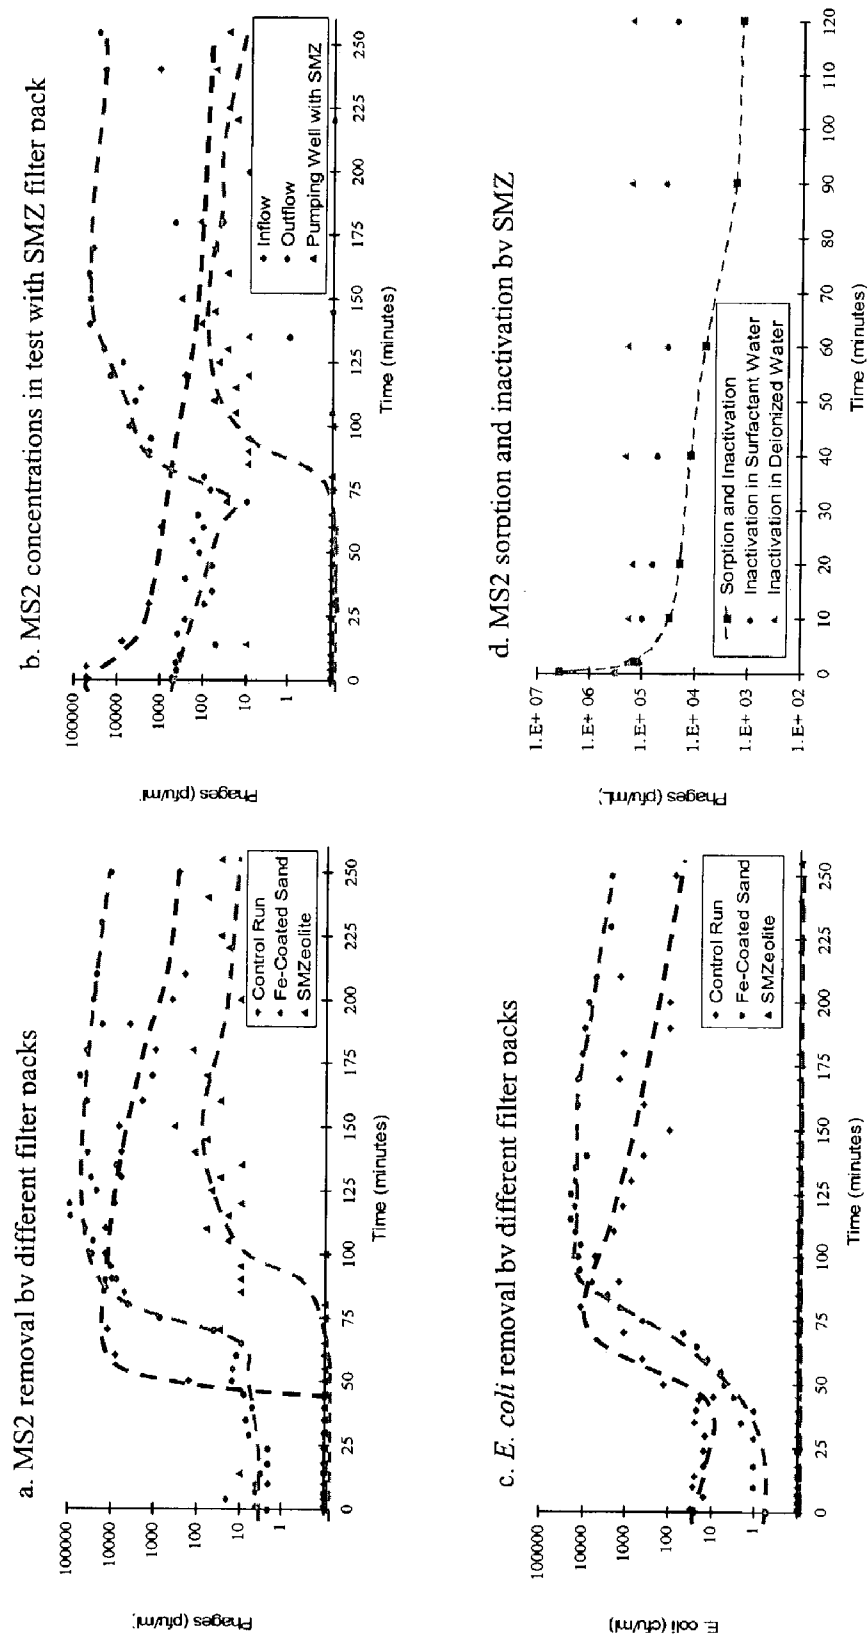 a. MS2 removal by different filter packs
Phages (pfu/ml)
100000
10000
1000
100
10
1
0
25
50
75
100
125
150
175
200
225
250
Time (minutes)
Control Run
Fe-Coated Sand
SMZeolite
b. MS2 concentrations in test with SMZ filter pack
Phages (pfu/ml
100000
10000
1000
100
10
1
0
25
50
75
100
125
150
175
200
225
250
Time (minutes)
Inflow
Outflow
Pumping Well with SMZ
c. E. coli removal by different filter packs
E. coli (cfu/ml)
100000
10000
1000
100
10
1
0
25
50
75
100
125
150
175
200
225
250
Time (minutes)
Control Run
Fe-Coated Sand
SMZeolite
d. MS2 sorption and inactivation by SMZ
Phages (pfu/mL)
1.E+07
1.E+06
1.E+05
1.E+04
1.E+03
1.E+02
0
10
20
30
40
50
60
70
80
90
100
110
120
Time (minutes)
Sorption and Inactivation
Inactivation in Surfactant Water
Inactivation in Deionized Water